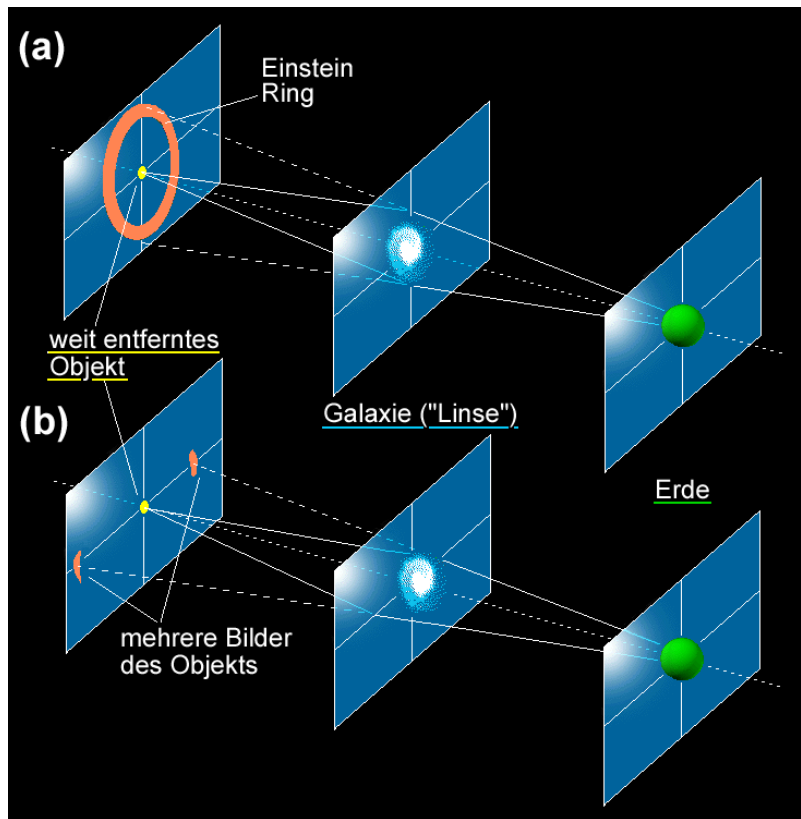 (a)
Einstein
Ring
weit entferntes
Objekt
Galaxie ("Linse")
(b)
Erde
mehrere Bilder
des Objekts